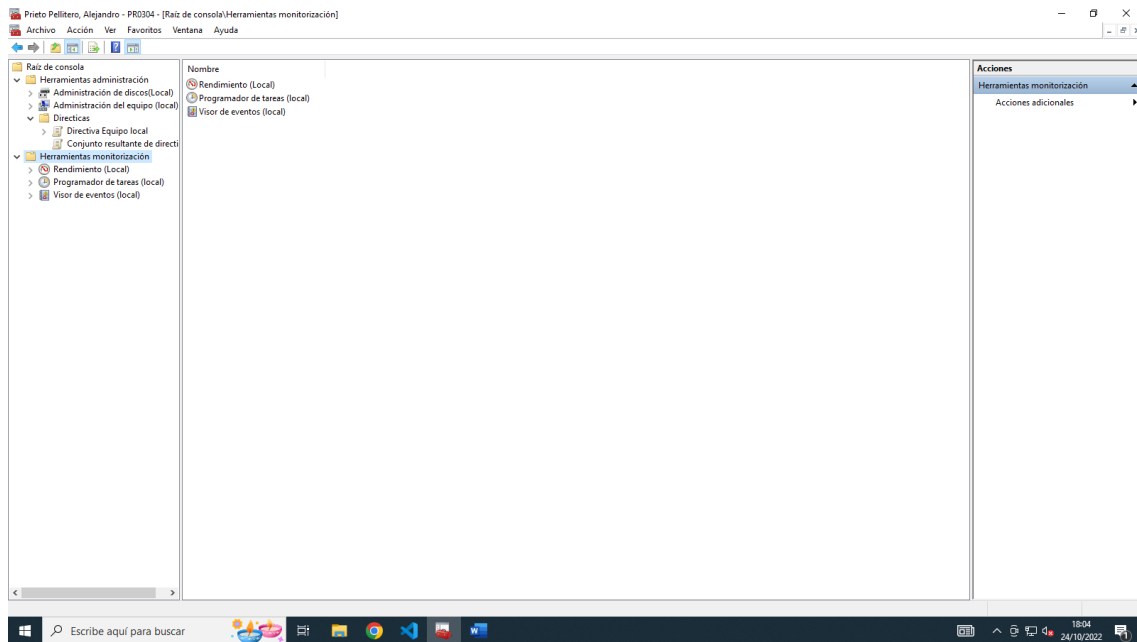 Prieto Pellitero, Alejandro - PR0304 - [Raíz de consola\Herramientas monitorización]
Archivo Acción Ver Favoritos Ventana Ayuda
Raíz de consola
Herramientas administración
Administración de discos(Local)
Administración del equipo (local)
Directicas
Directiva Equipo local
Conjunto resultante de directi
Herramientas monitorización
Rendimiento (Local)
Programador de tareas (local)
Visor de eventos (local)
Nombre
Rendimiento (Local)
Programador de tareas (local)
Visor de eventos (local)
Acciones
Herramientas monitorización
Acciones adicionales
Escribe aquí para buscar
18:04
24/10/2022